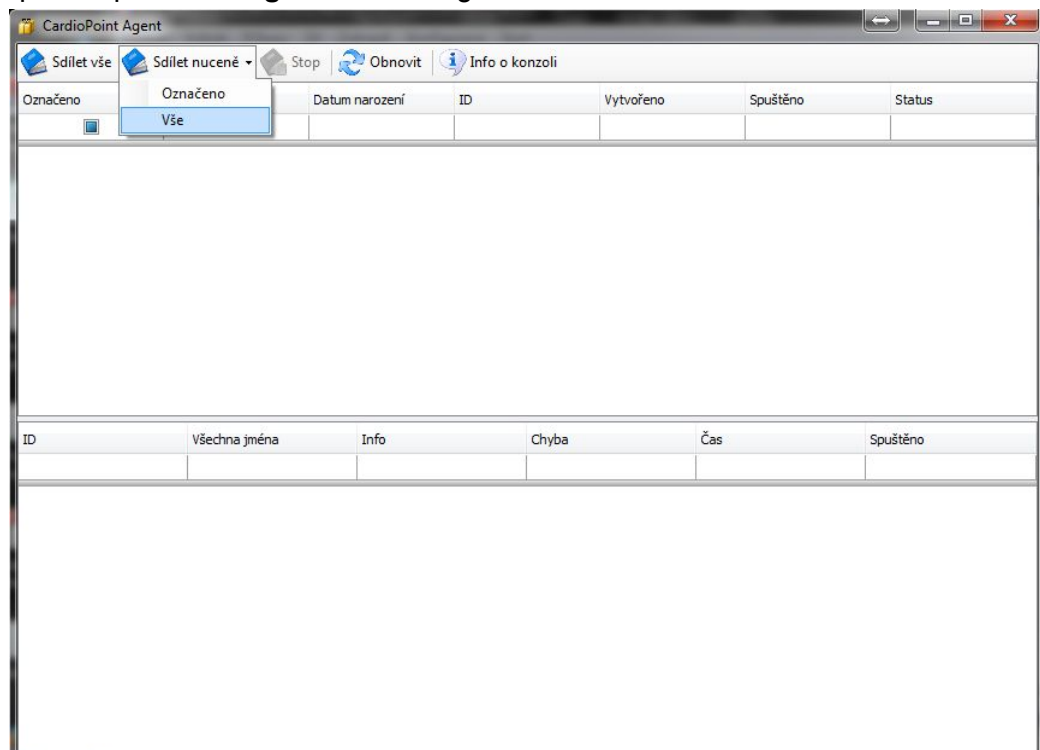 CardioPoint Agent
Sdílet vše Sdílet nuceně Stop Obnovit Info o konzoli
Označeno
Vše
Označeno Datum narození ID Vytvořeno Spuštěno Status
ID Všechna jména Info Chyba Čas Spuštěno